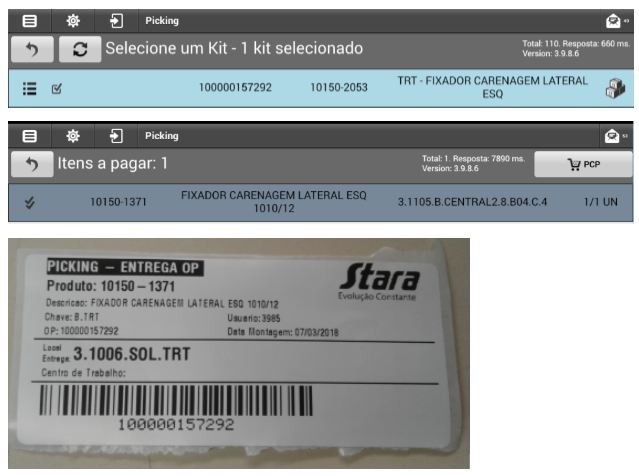 Picking
43
Selecione um Kit - 1 kit selecionado
Total: 110. Resposta: 660 ms.
Version: 3.9.8.6
100000157292 10150-2053 TRT - FIXADOR CARENAGEM LATERAL
ESQ
Picking
Itens a pagar: 1
Total: 1. Resposta: 7890 ms.
Version: 3.9.8.6
PCP
10150-1371 FIXADOR CARENAGEM LATERAL ESQ
1010/12
3.1105.B.CENTRAL2.8.B04.C.4 1/1 UN
PICKING – ENTREGA OP
Stara
Evolução Constante
Produto: 10150 – 1371
Descricao: FIXADOR CARENAGEM LATERAL ESQ 1010/12
Chave: B.TRT Usuario: 3985
OP: 100000157292 Data Montagem: 07/03/2018
Local
Entrega: 3.1006.SOL.TRT
Centro de Trabalho:
100000157292